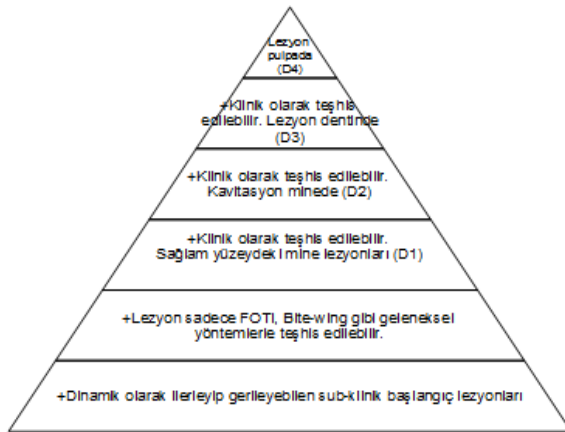 Lezyon
pulpada
(D4)
+Klinik olarak teşhis
edilebilir. Lezyon dentinde
(D3)
+Klinik olarak teşhis edilebilir.
Kavitasyon minede (D2)
+Klinik olarak teşhis edilebilir.
Sağlam yüzeydeki mine lezyonları (D1)
+Lezyon sadece FOTI, Bite-wing gibi geleneksel
yöntemlerle teşhis edilebilir.
+Dinamik olarak ilerleyip gerileyebilen sub-klinik başlangıç lezyonları